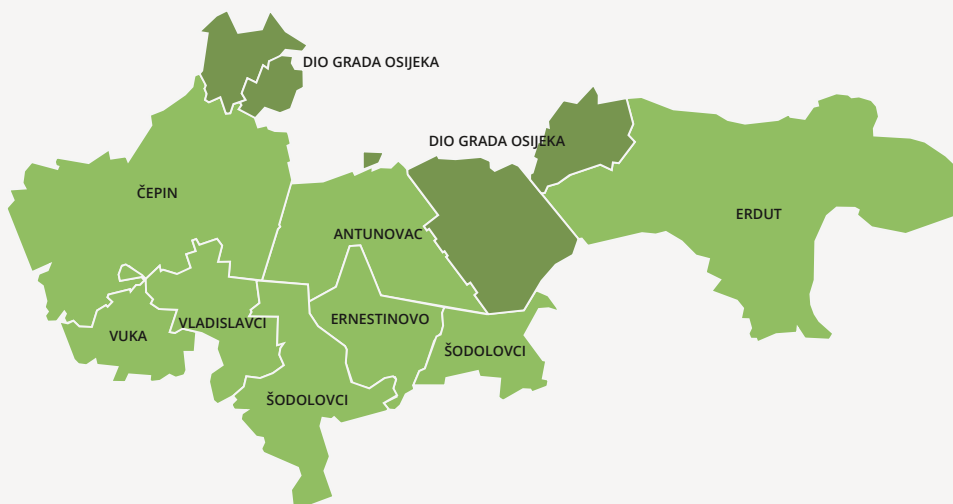 DIO GRADA OSIJEKA
DIO GRADA OSIJEKA
ČEPIN
ERDUT
ANTUNOVAC
VLADISLAVCI
ERNESTINOVO
VUKA
ŠODOLOVCI
ŠODOLOVCI